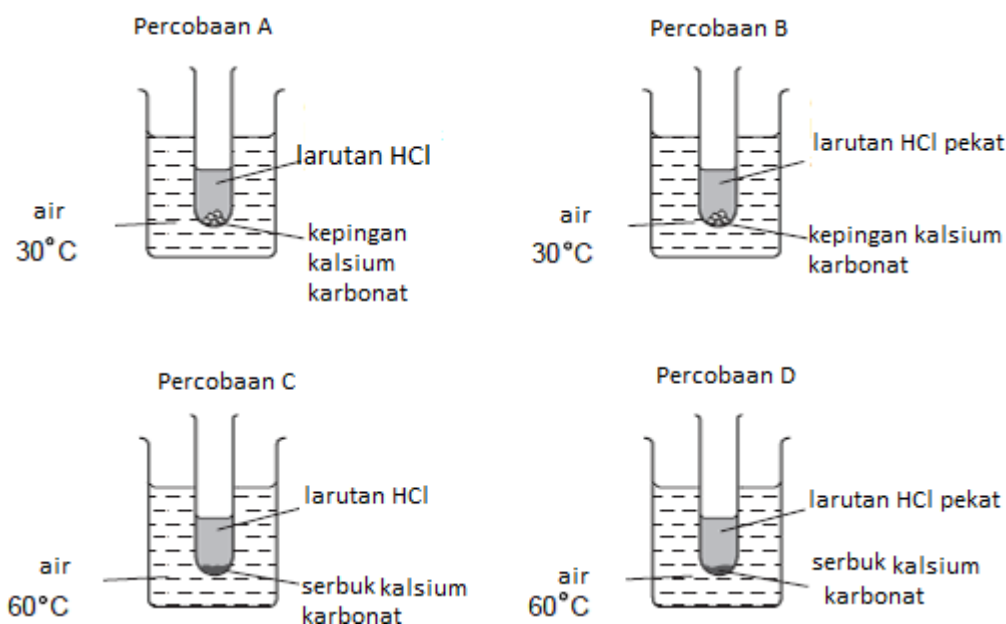 Percobaan A
larutan HCl
air
30°C
kepingan
kalsium
karbonat
Percobaan B
larutan HCl pekat
air
30°C
kepingan kalsium
karbonat
Percobaan C
larutan HCl
air
60°C
serbuk kalsium
karbonat
Percobaan D
larutan HCl pekat
air
60°C
serbuk kalsium
karbonat